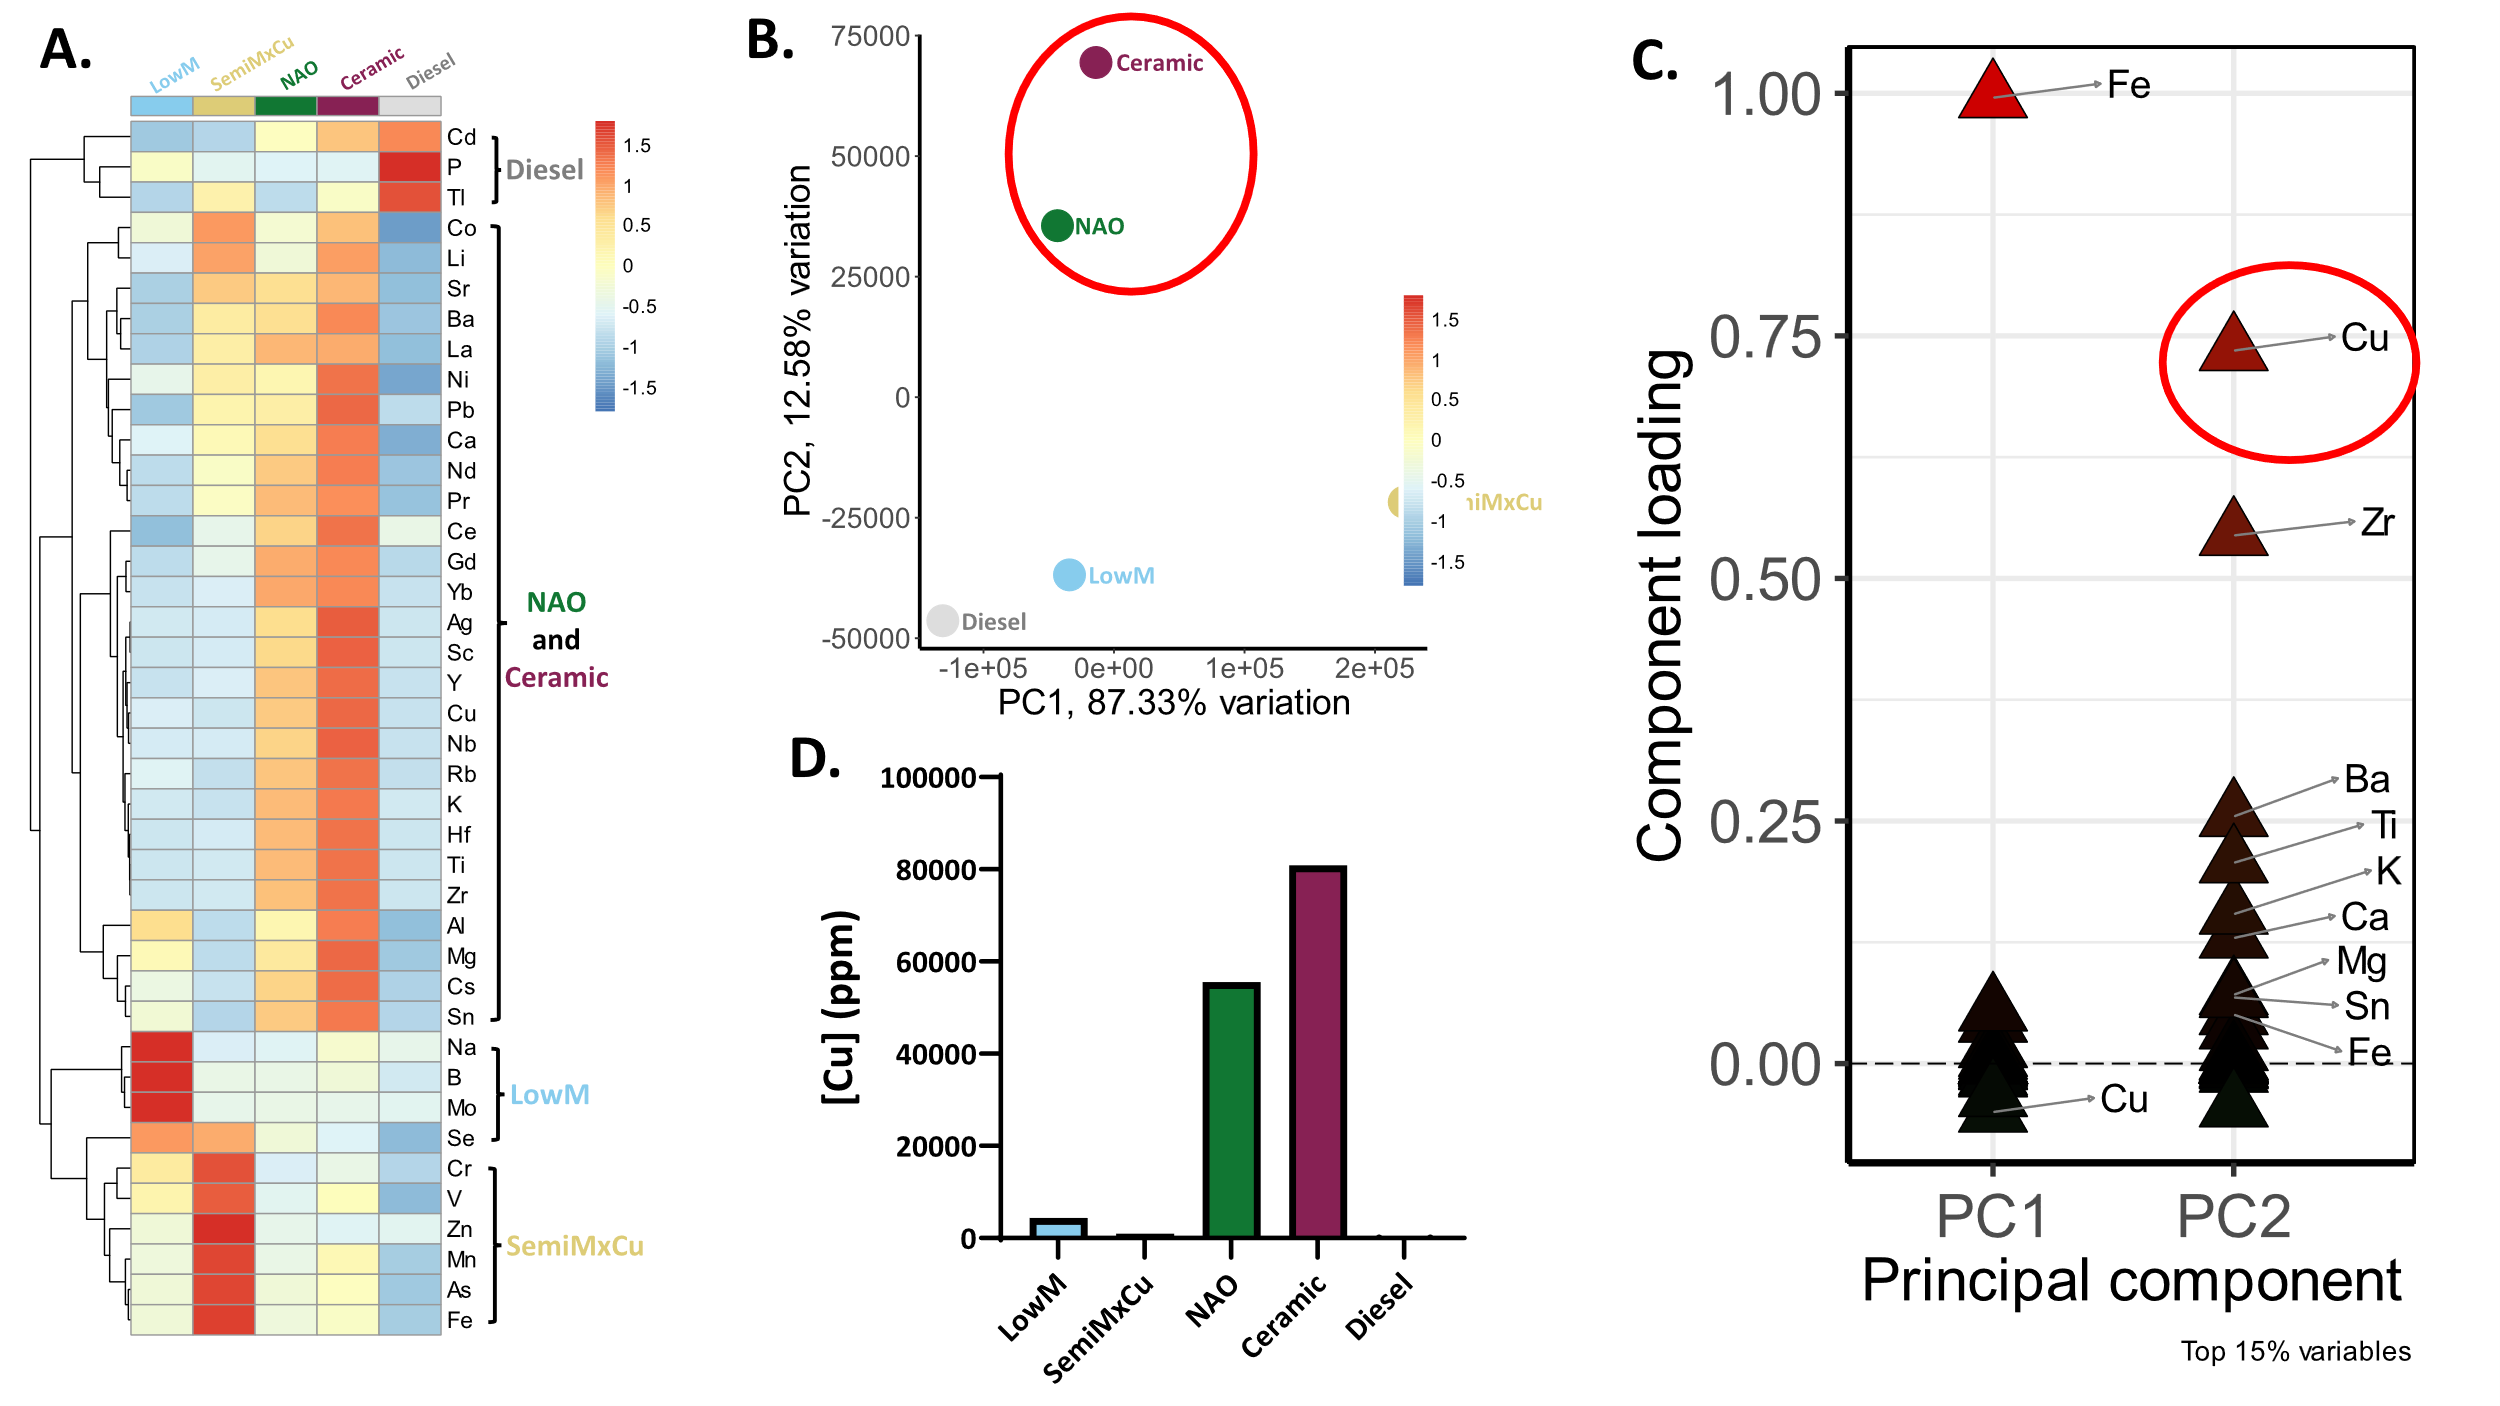 A.
LowM
SemiMxCu
NAO
Ceramic
Diesel
Cd
P
Tl
Co
Li
Sr
Ba
La
Ni
Pb
Ca
Nd
Pr
Ce
Gd
Yb
Ag
Sc
Y
Cu
Nb
Rb
K
Hf
Ti
Zr
Al
Mg
Cs
Sn
Na
B
Mo
Se
Cr
V
Zn
Mn
As
Fe
Diesel
NAO
and
Ceramic
LowM
SemiMxCu
1.5
1
0.5
0
-0.5
-1
-1.5
B.
75000
50000
25000
0
-25000
-50000
PC2, 12.58% variation
Ceramic
NAO
LowM
Diesel
iMxCu
1.5
1
0.5
0
-0.5
-1
-1.5
-1e+05
0e+00
1e+05
2e+05
PC1, 87.33% variation
C.
1.00
0.75
0.50
0.25
0.00
Component loading
Fe
Cu
Cu
Zr
Ba
Ti
K
Ca
Mg
Sn
Fe
PC1
PC2
Principal component
Top 15% variables
D.
100000
80000
60000
40000
20000
0
[Cu] (ppm)
LowM
SemiMxCu
NAO
Ceramic
Diesel